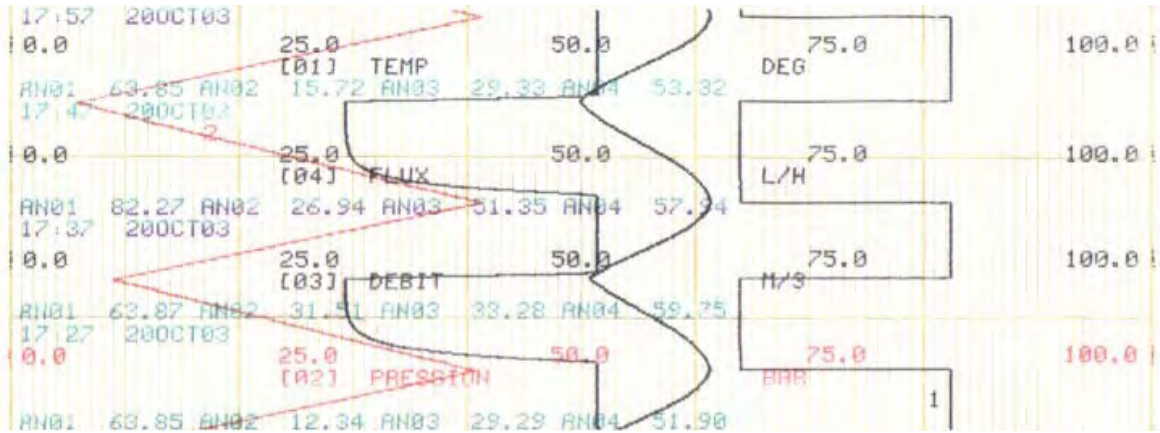 17:57 20OCT03
0.0 25.0 50.0 75.0 100.0
[01] TEMP DEG
AN01 63.85 AN02 15.72 AN03 29.33 AN04 53.32
17:47 20OCT03
2
0.0 25.0 50.0 75.0 100.0
[04] FLUX L/H
AN01 82.27 AN02 26.94 AN03 51.35 AN04 57.94
17:37 20OCT03
0.0 25.0 50.0 75.0 100.0
[03] DEBIT M/S
AN01 63.87 AN02 31.51 AN03 33.28 AN04 59.75
17:27 20OCT03
0.0 25.0 50.0 75.0 100.0
[02] PRESSION BAR
1
AN01 63.85 AN02 12.34 AN03 29.29 AN04 51.90